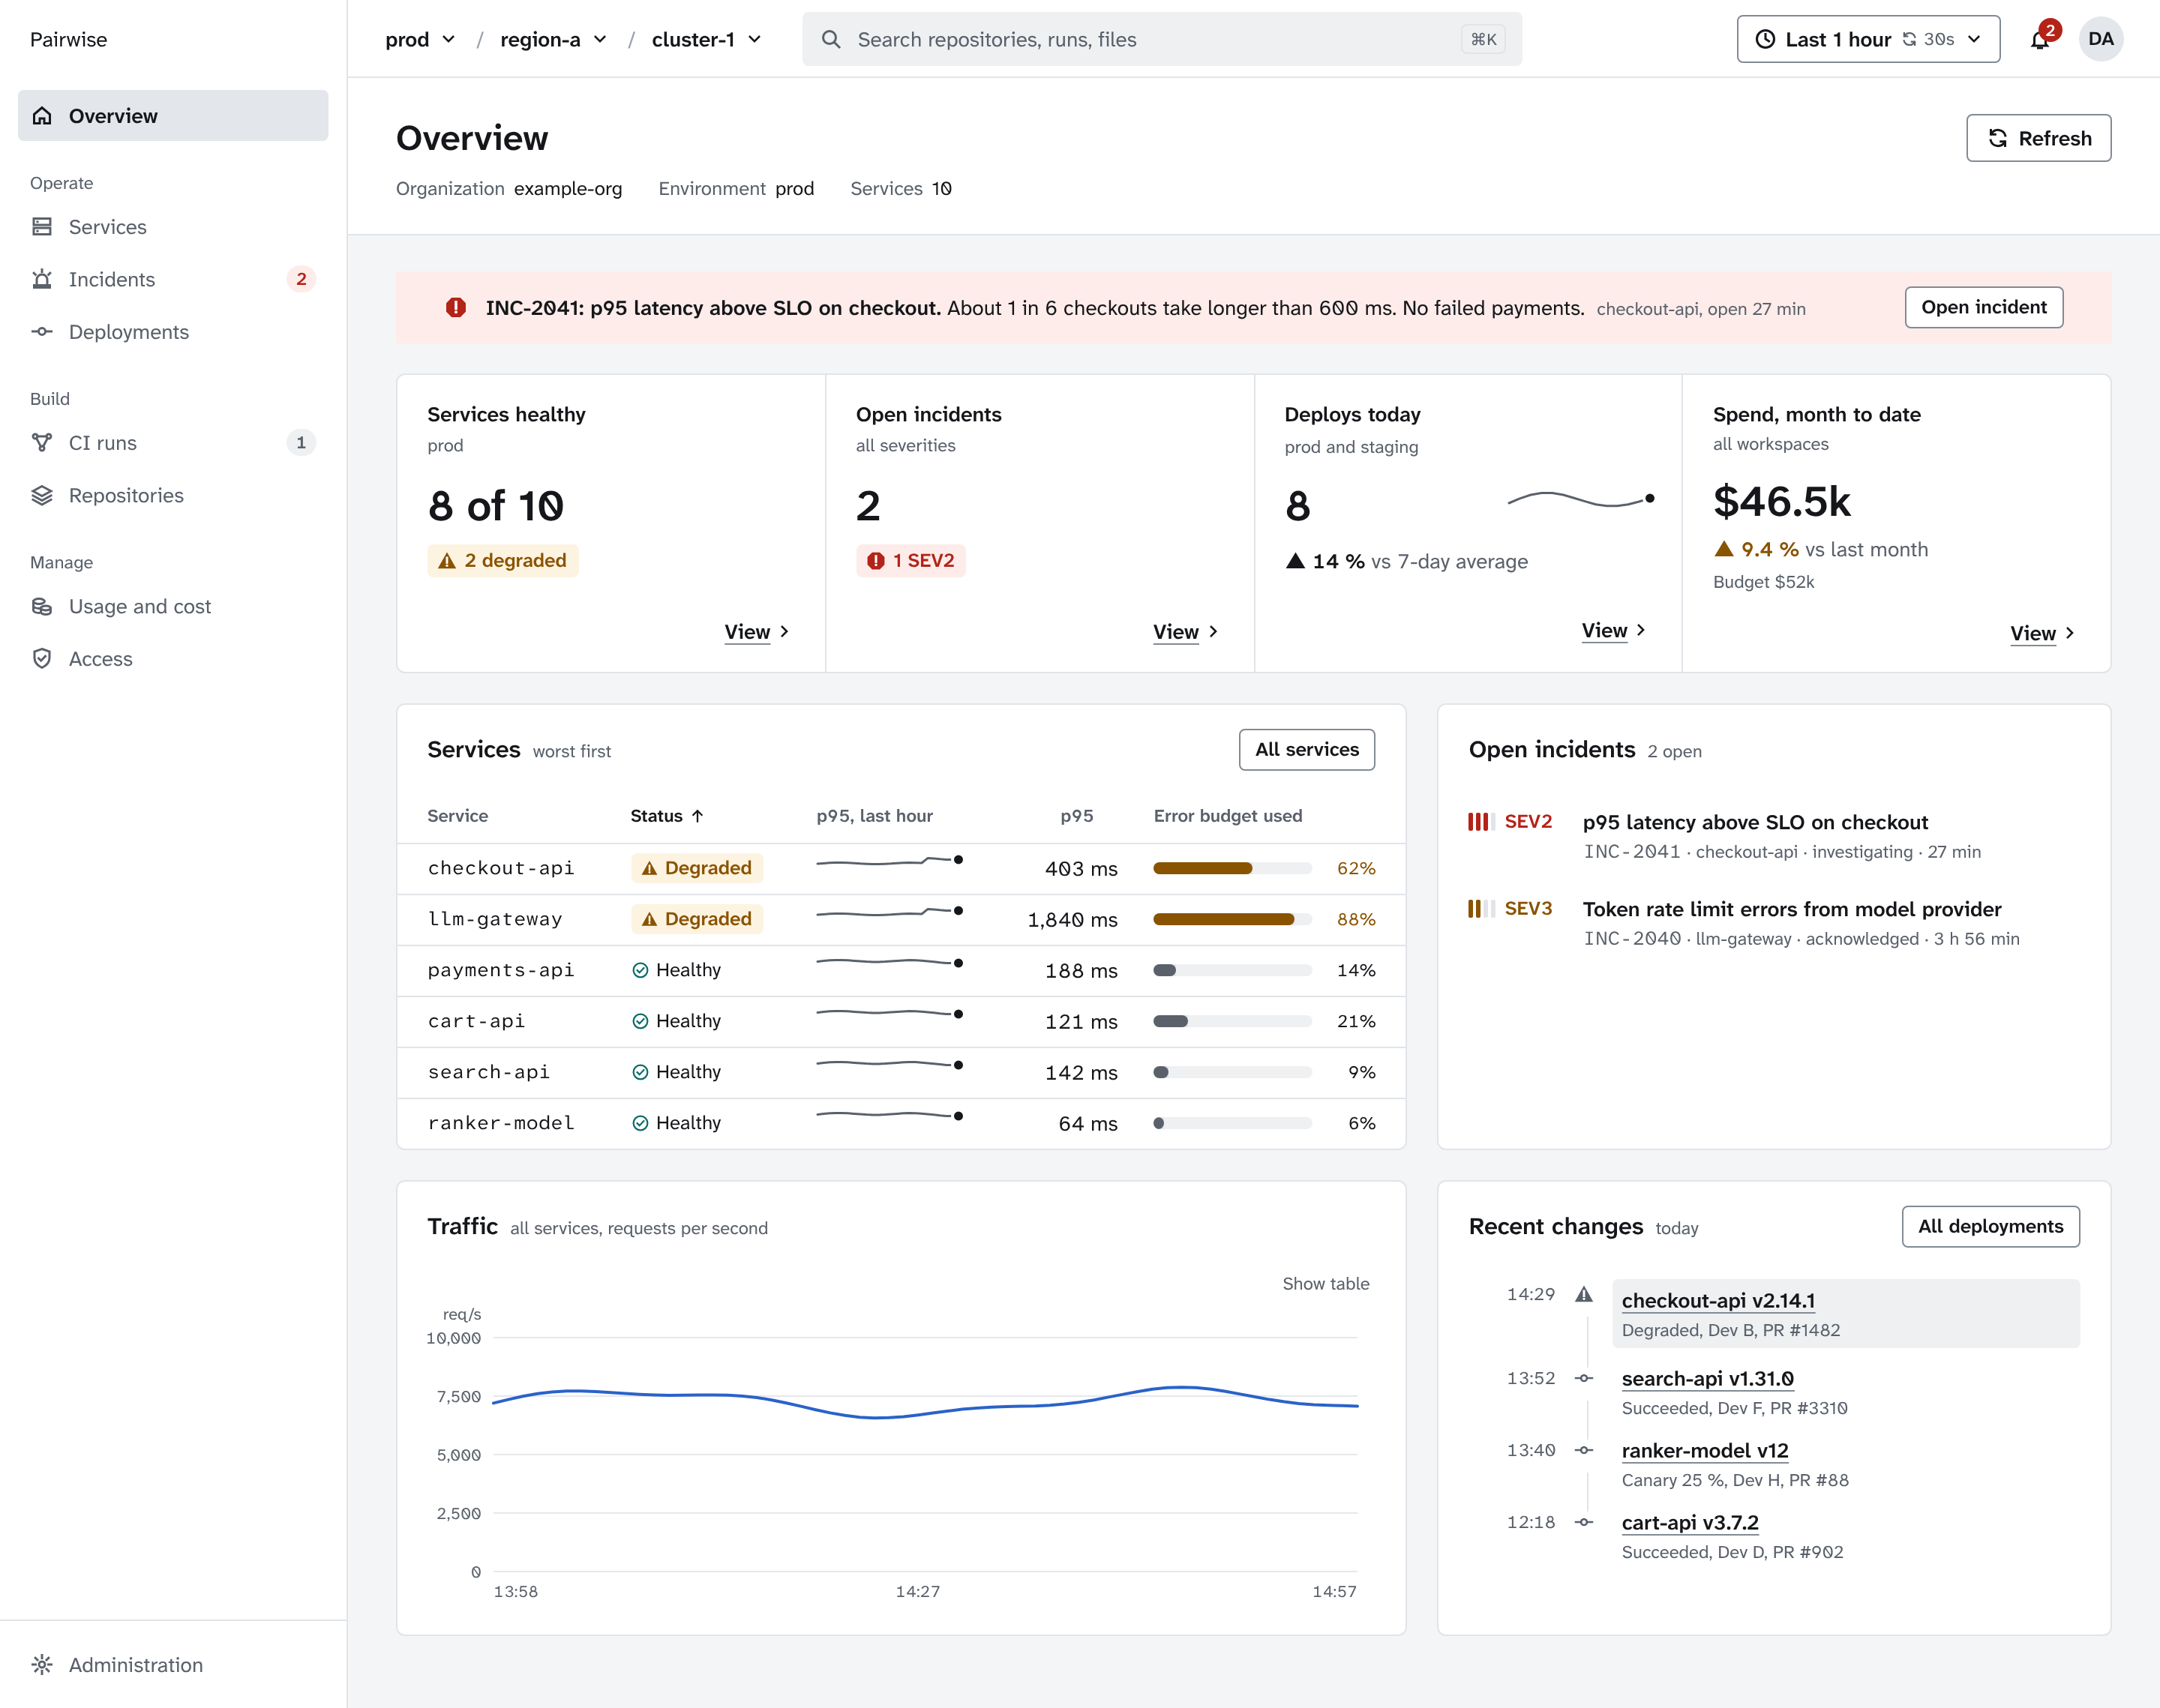 Pairwise
Overview
Operate
Services
Incidents 2
Deployments
Build
CI runs 1
Repositories
Manage
Usage and cost
Access
Administration
prod / region-a / cluster-1
Search repositories, runs, files ⌘K
Last 1 hour 30s
2
DA
Overview
Refresh
Organization example-org Environment prod Services 10
INC-2041: p95 latency above SLO on checkout. About 1 in 6 checkouts take longer than 600 ms. No failed payments. checkout-api, open 27 min
Open incident
Services healthy
prod
8 of 10
2 degraded
View
Open incidents
all severities
2
1 SEV2
View
Deploys today
prod and staging
8
14 % vs 7-day average
View
Spend, month to date
all workspaces
$46.5k
9.4 % vs last month
Budget $52k
View
Services worst first
All services
Service Status p95, last hour p95 Error budget used
checkout-api Degraded 403 ms 62%
llm-gateway Degraded 1,840 ms 88%
payments-api Healthy 188 ms 14%
cart-api Healthy 121 ms 21%
search-api Healthy 142 ms 9%
ranker-model Healthy 64 ms 6%
Open incidents 2 open
SEV2 p95 latency above SLO on checkout
INC-2041 · checkout-api · investigating · 27 min
SEV3 Token rate limit errors from model provider
INC-2040 · llm-gateway · acknowledged · 3 h 56 min
Traffic all services, requests per second
Show table
req/s
10,000
7,500
5,000
2,500
0
13:58 14:27 14:57
Recent changes today
All deployments
14:29 checkout-api v2.14.1
Degraded, Dev B, PR #1482
13:52 search-api v1.31.0
Succeeded, Dev F, PR #3310
13:40 ranker-model v12
Canary 25 %, Dev H, PR #88
12:18 cart-api v3.7.2
Succeeded, Dev D, PR #902